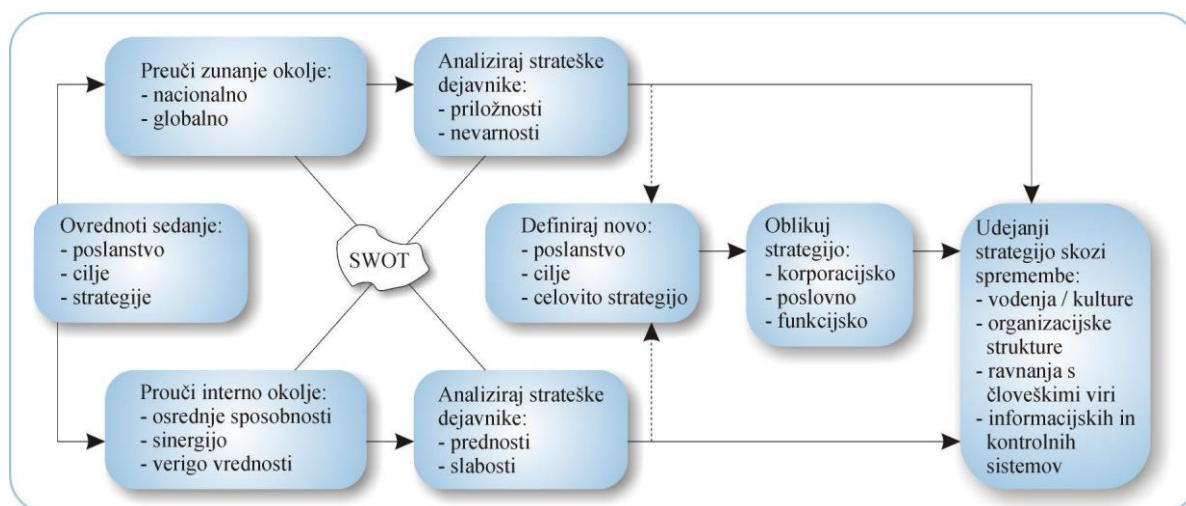 Preuči zunanje okolje:
- nacionalno
- globalno
Analiziraj strateške
dejavnike:
- priložnosti
- nevarnosti
Ovrednoti sedanje:
- poslanstvo
- cilje
- strategije
SWOT
Definiraj novo:
- poslanstvo
- cilje
- celovito strategijo
Oblikuj
strategijo:
- korporacijsko
- poslovno
- funkcijsko
Udejanji
strategijo skozi
spremembe:
- vodenja / kulture
- organizacijske
strukture
- ravnanja s
človeškimi viri
- informacijskih in
kontrolnih
sistemov
Prouči interno okolje:
- osrednje sposobnosti
- sinergijo
- verigo vrednosti
Analiziraj strateške
dejavnike:
- prednosti
- slabosti